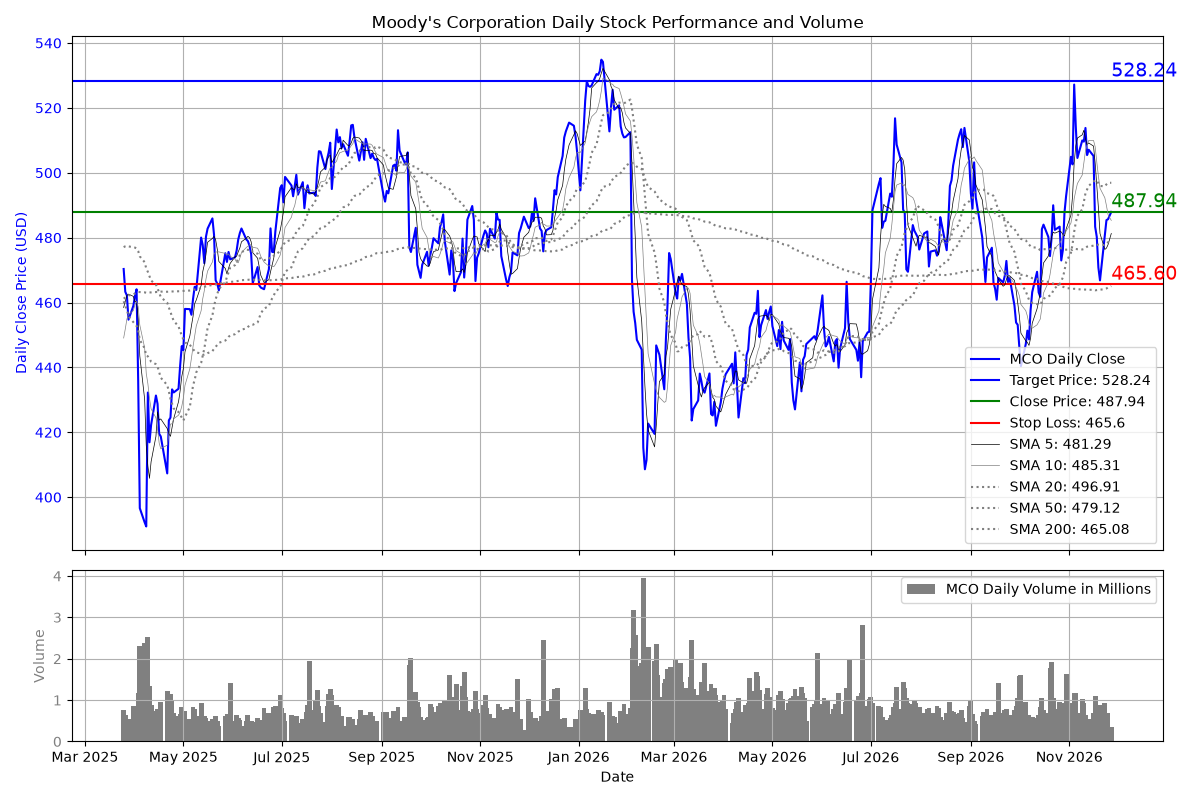 Moody's Corporation Daily Stock Performance and Volume
540
520
500
480
460
440
420
400
Daily Close Price (USD)
528.24
487.94
465.60
MCO Daily Close
Target Price: 528.24
Close Price: 487.94
Stop Loss: 465.6
SMA 5: 481.29
SMA 10: 485.31
SMA 20: 496.91
SMA 50: 479.12
SMA 200: 465.08
4
3
2
1
0
Volume
MCO Daily Volume in Millions
Mar 2025 May 2025 Jul 2025 Sep 2025 Nov 2025 Jan 2026 Mar 2026 May 2026 Jul 2026 Sep 2026 Nov 2026
Date